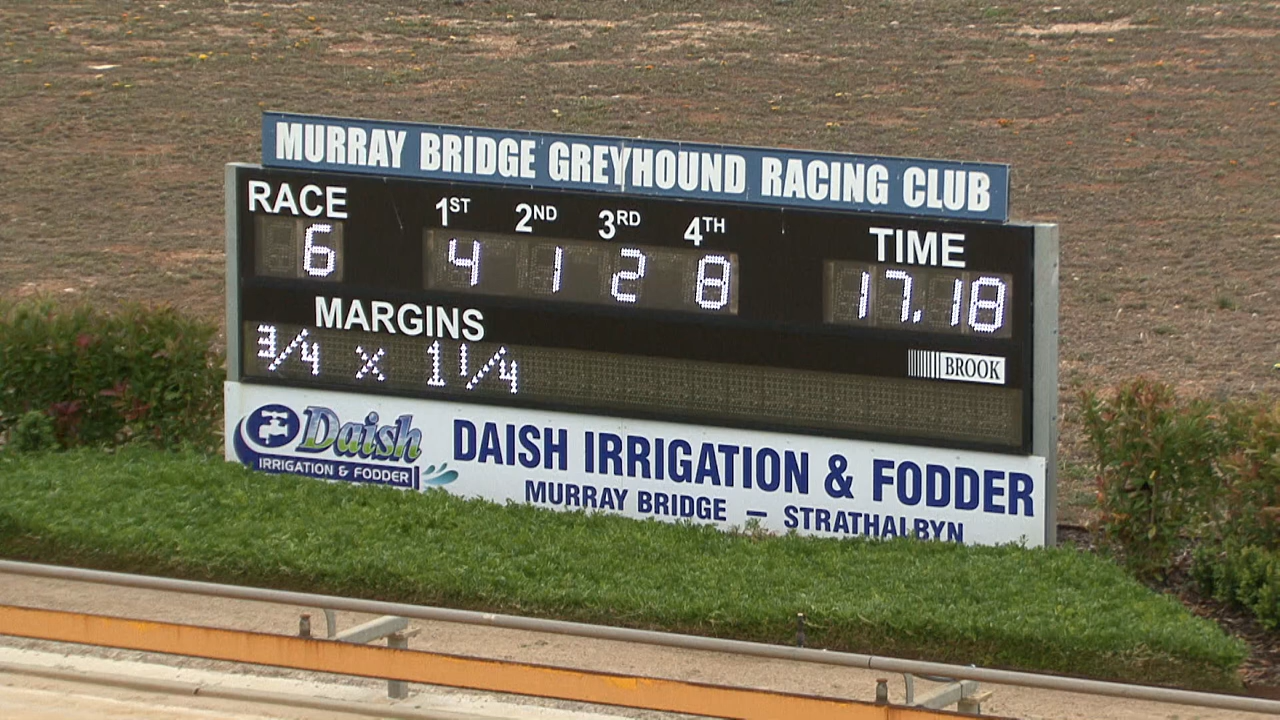 MURRAY BRIDGE GREYHOUND RACING CLUB
RACE 1ST 2ND 3RD 4TH TIME
6 4 1 2 8 17.18
MARGINS
3/4 x 1 1/4
BROOK
Daish
IRRIGATION & FODDER
DAISH IRRIGATION & FODDER
MURRAY BRIDGE – STRATHALBYN